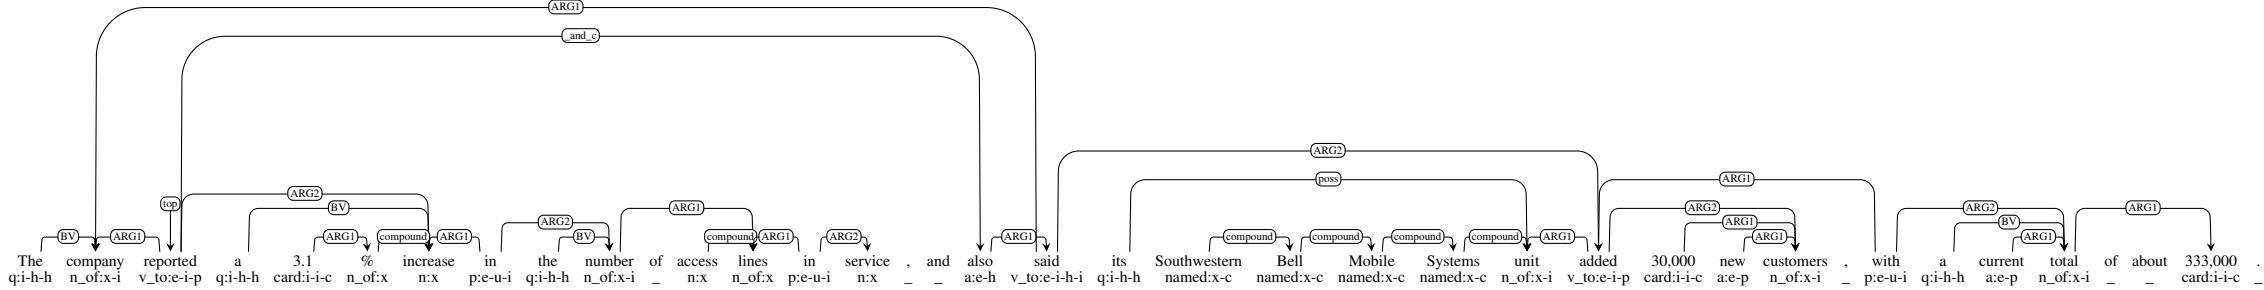 ARG1
_and_c
ARG2
poss ARG1
top ARG2 BV ARG1 ARG2 ARG2 ARG1
ARG2 ARG1 BV
BV ARG1 ARG1 compound ARG1 BV compound ARG1 ARG2 ARG1 compound compound compound compound ARG1 ARG1 ARG1
The company reported a 3.1 % increase in the number of access lines in service , and also said its Southwestern Bell Mobile Systems unit added 30,000 new customers , with a current total of about 333,000 .
q:i-h-h n_of:x-i v_to:e-i-p q:i-h-h card:i-i-c n_of:x n:x p:e-u-i q:i-h-h n_of:x-i _ n:x n_of:x p:e-u-i n:x _ _ a:e-h v_to:e-i-h-i q:i-h-h named:x-c named:x-c named:x-c named:x-c n_of:x-i v_to:e-i-p card:i-i-c a:e-p n_of:x-i _ p:e-u-i q:i-h-h a:e-p n_of:x-i _ _ card:i-i-c _